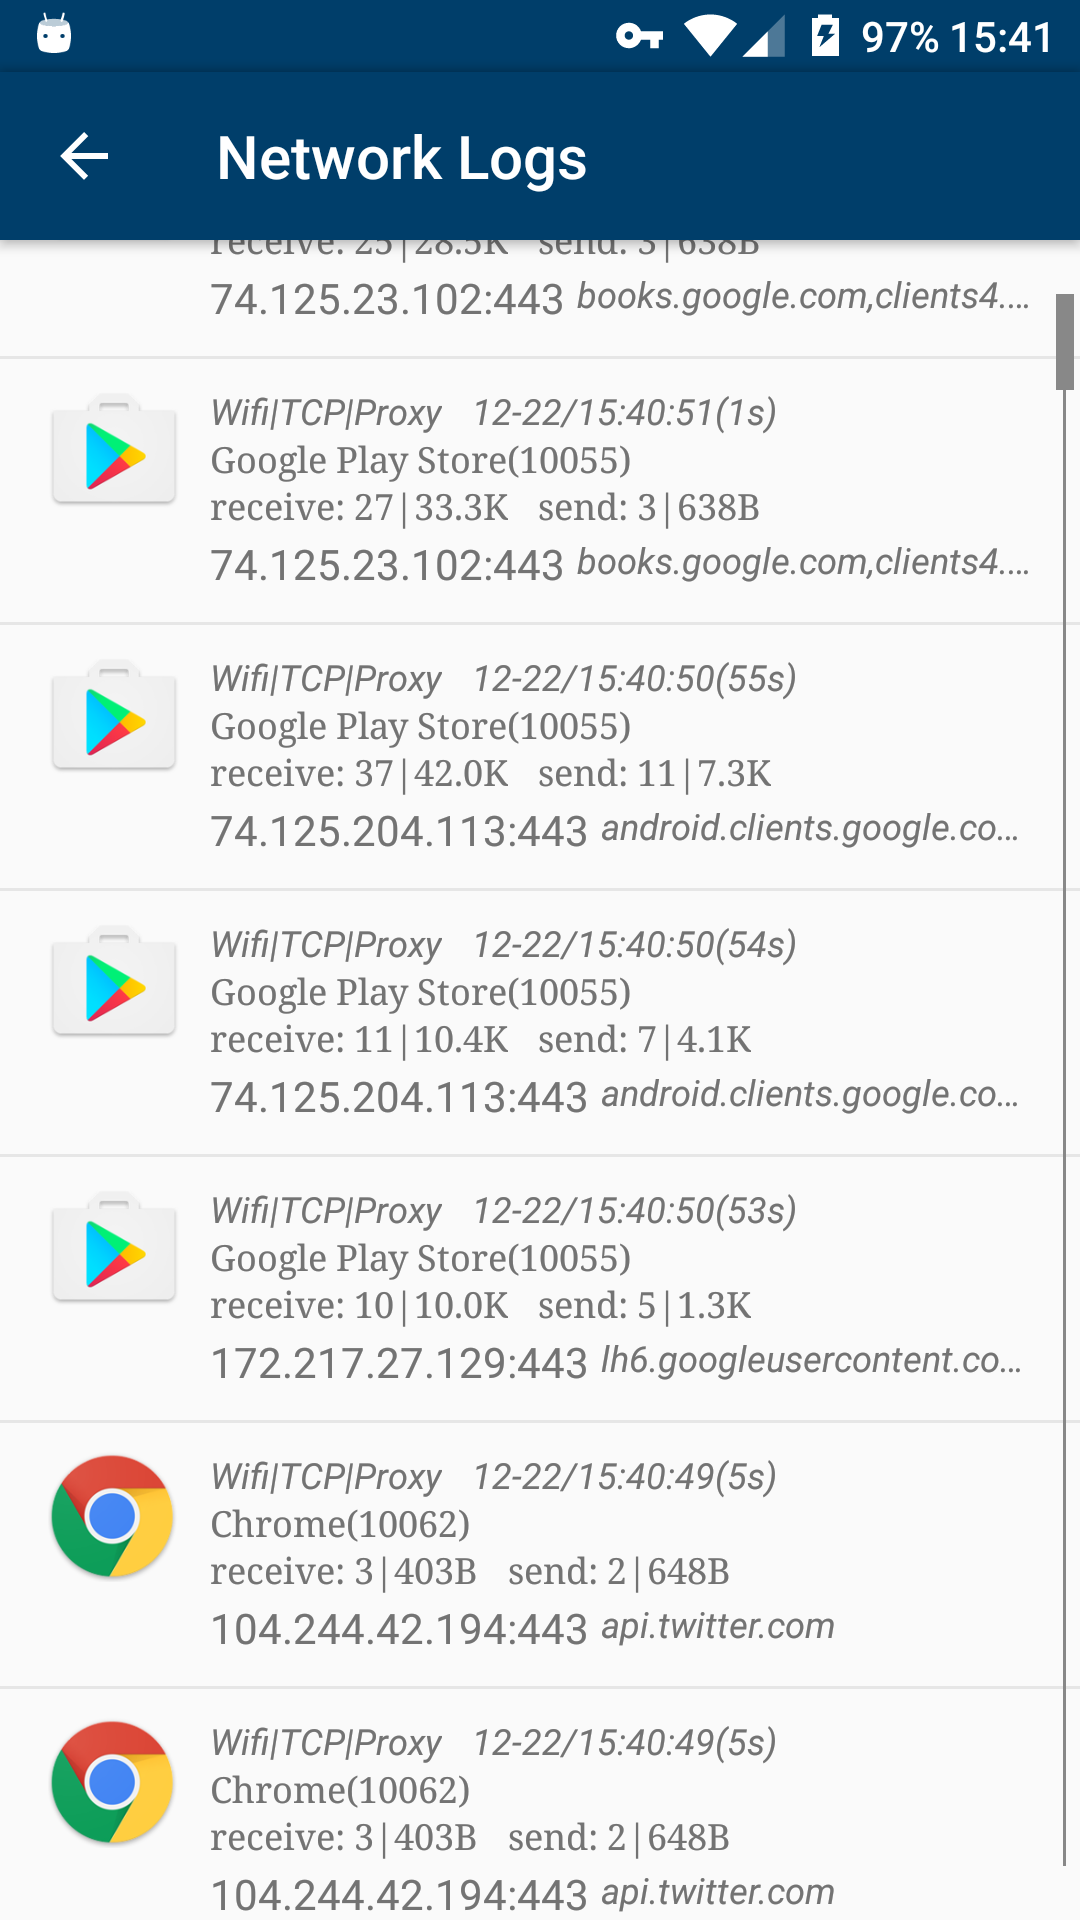 97% 15:41
Network Logs
receive: 25|28.5K send: 3|638B
74.125.23.102:443 books.google.com,clients4.…
Wifi|TCP|Proxy 12-22/15:40:51(1s)
Google Play Store(10055)
receive: 27|33.3K send: 3|638B
74.125.23.102:443 books.google.com,clients4.…
Wifi|TCP|Proxy 12-22/15:40:50(55s)
Google Play Store(10055)
receive: 37|42.0K send: 11|7.3K
74.125.204.113:443 android.clients.google.co…
Wifi|TCP|Proxy 12-22/15:40:50(54s)
Google Play Store(10055)
receive: 11|10.4K send: 7|4.1K
74.125.204.113:443 android.clients.google.co…
Wifi|TCP|Proxy 12-22/15:40:50(53s)
Google Play Store(10055)
receive: 10|10.0K send: 5|1.3K
172.217.27.129:443 lh6.googleusercontent.co…
Wifi|TCP|Proxy 12-22/15:40:49(5s)
Chrome(10062)
receive: 3|403B send: 2|648B
104.244.42.194:443 api.twitter.com
Wifi|TCP|Proxy 12-22/15:40:49(5s)
Chrome(10062)
receive: 3|403B send: 2|648B
104.244.42.194:443 api.twitter.com